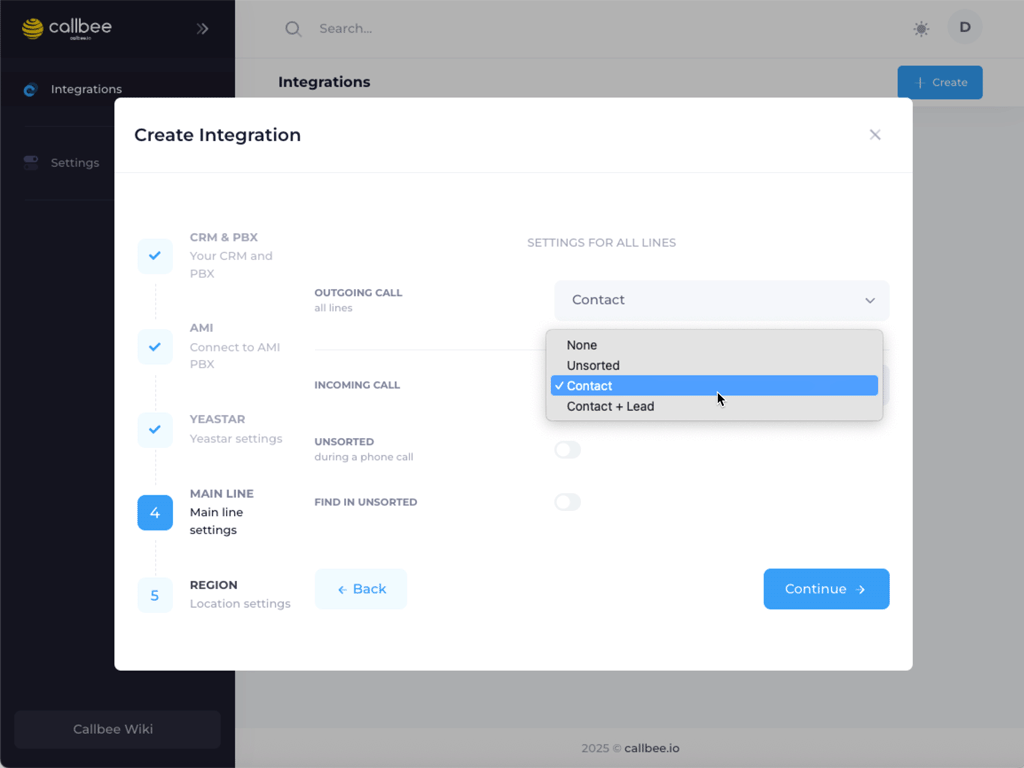 callbee
callbee.io
Search...
D
Integrations
Integrations
Create
Settings
Create Integration
CRM & PBX
Your CRM and
PBX
AMI
Connect to AMI
PBX
YEASTAR
Yeastar settings
4
MAIN LINE
Main line
settings
5
REGION
Location settings
SETTINGS FOR ALL LINES
OUTGOING CALL
all lines
Contact
None
Unsorted
✓ Contact
Contact + Lead
INCOMING CALL
UNSORTED
during a phone call
FIND IN UNSORTED
← Back
Continue →
Callbee Wiki
2025 © callbee.io